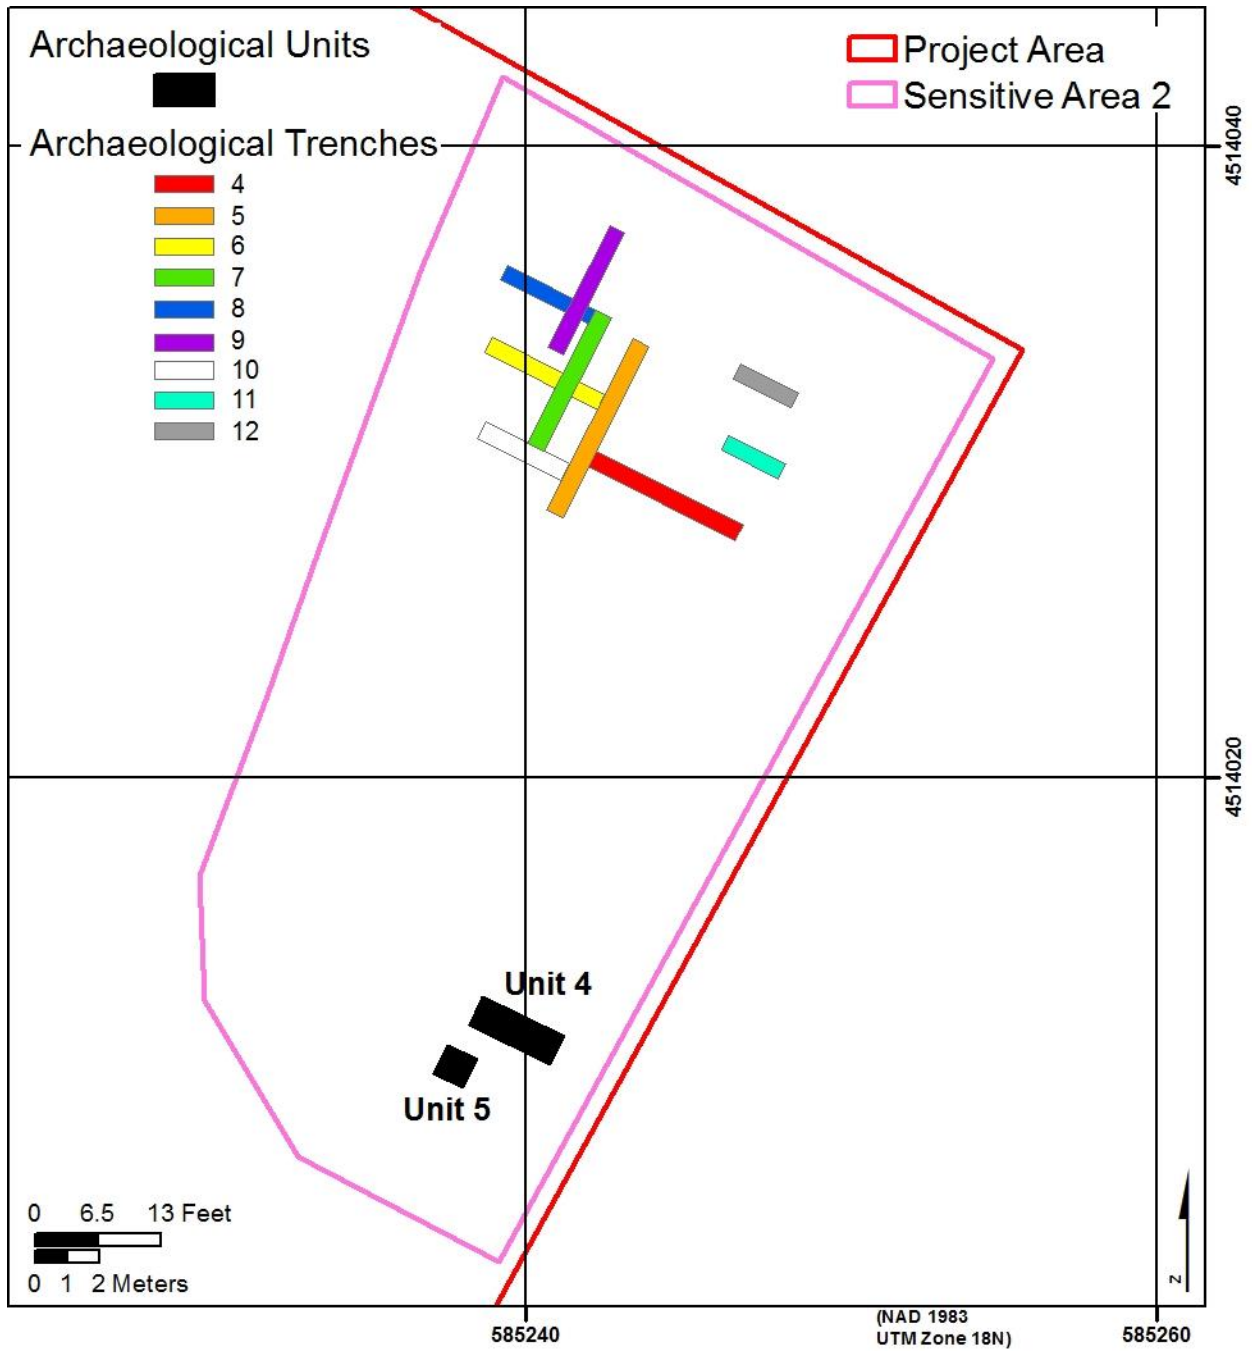 Archaeological Units
Project Area
Sensitive Area 2
Archaeological Trenches
4
5
6
7
8
9
10
11
12
4514040
4514020
Unit 4
Unit 5
0 6.5 13 Feet
0 1 2 Meters
N
585240
(NAD 1983
UTM Zone 18N)
585260